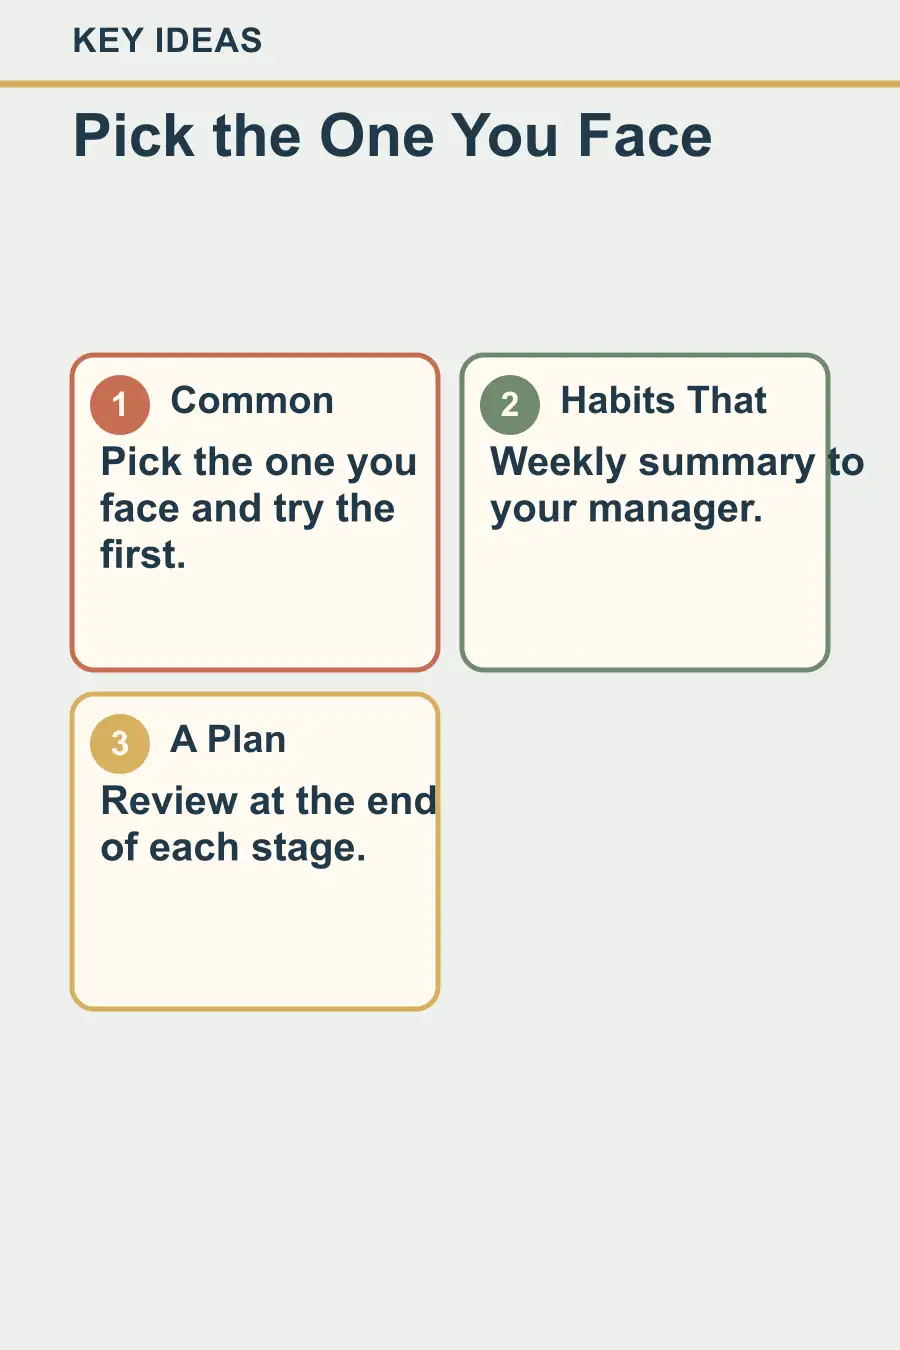 KEY IDEAS
Pick the One You Face
1 Common
Pick the one you
face and try the
first.
2 Habits That
Weekly summary to
your manager.
3 A Plan
Review at the end
of each stage.